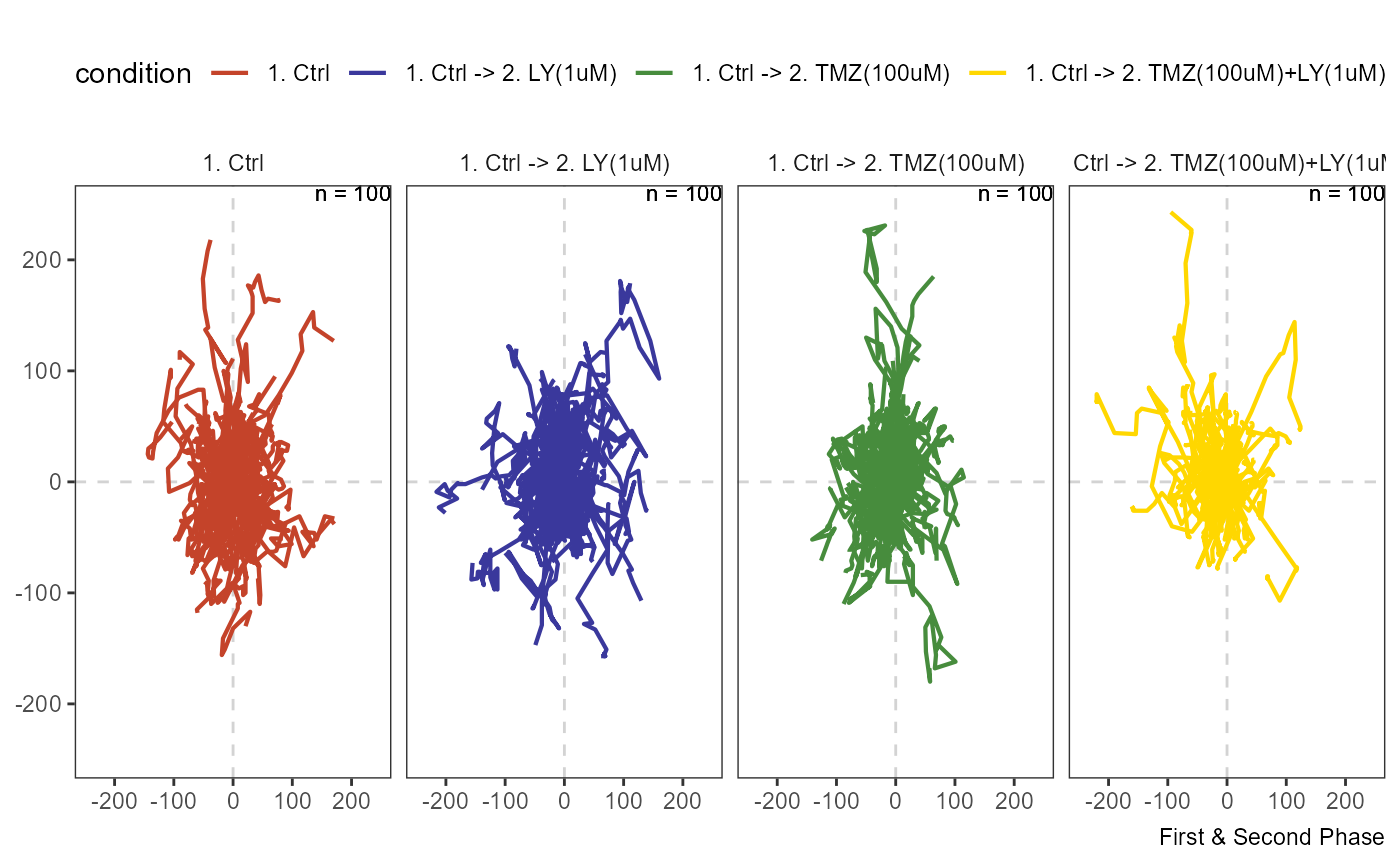 condition 1. Ctrl 1. Ctrl -> 2. LY(1uM) 1. Ctrl -> 2. TMZ(100uM) 1. Ctrl -> 2. TMZ(100uM)+LY(1uM)
1. Ctrl 1. Ctrl -> 2. LY(1uM) 1. Ctrl -> 2. TMZ(100uM) Ctrl -> 2. TMZ(100uM)+LY(1uM
n = 100 n = 100 n = 100 n = 100
200
100
0
-100
-200
-200 -100 0 100 200 -200 -100 0 100 200 -200 -100 0 100 200 -200 -100 0 100 200
First & Second Phase